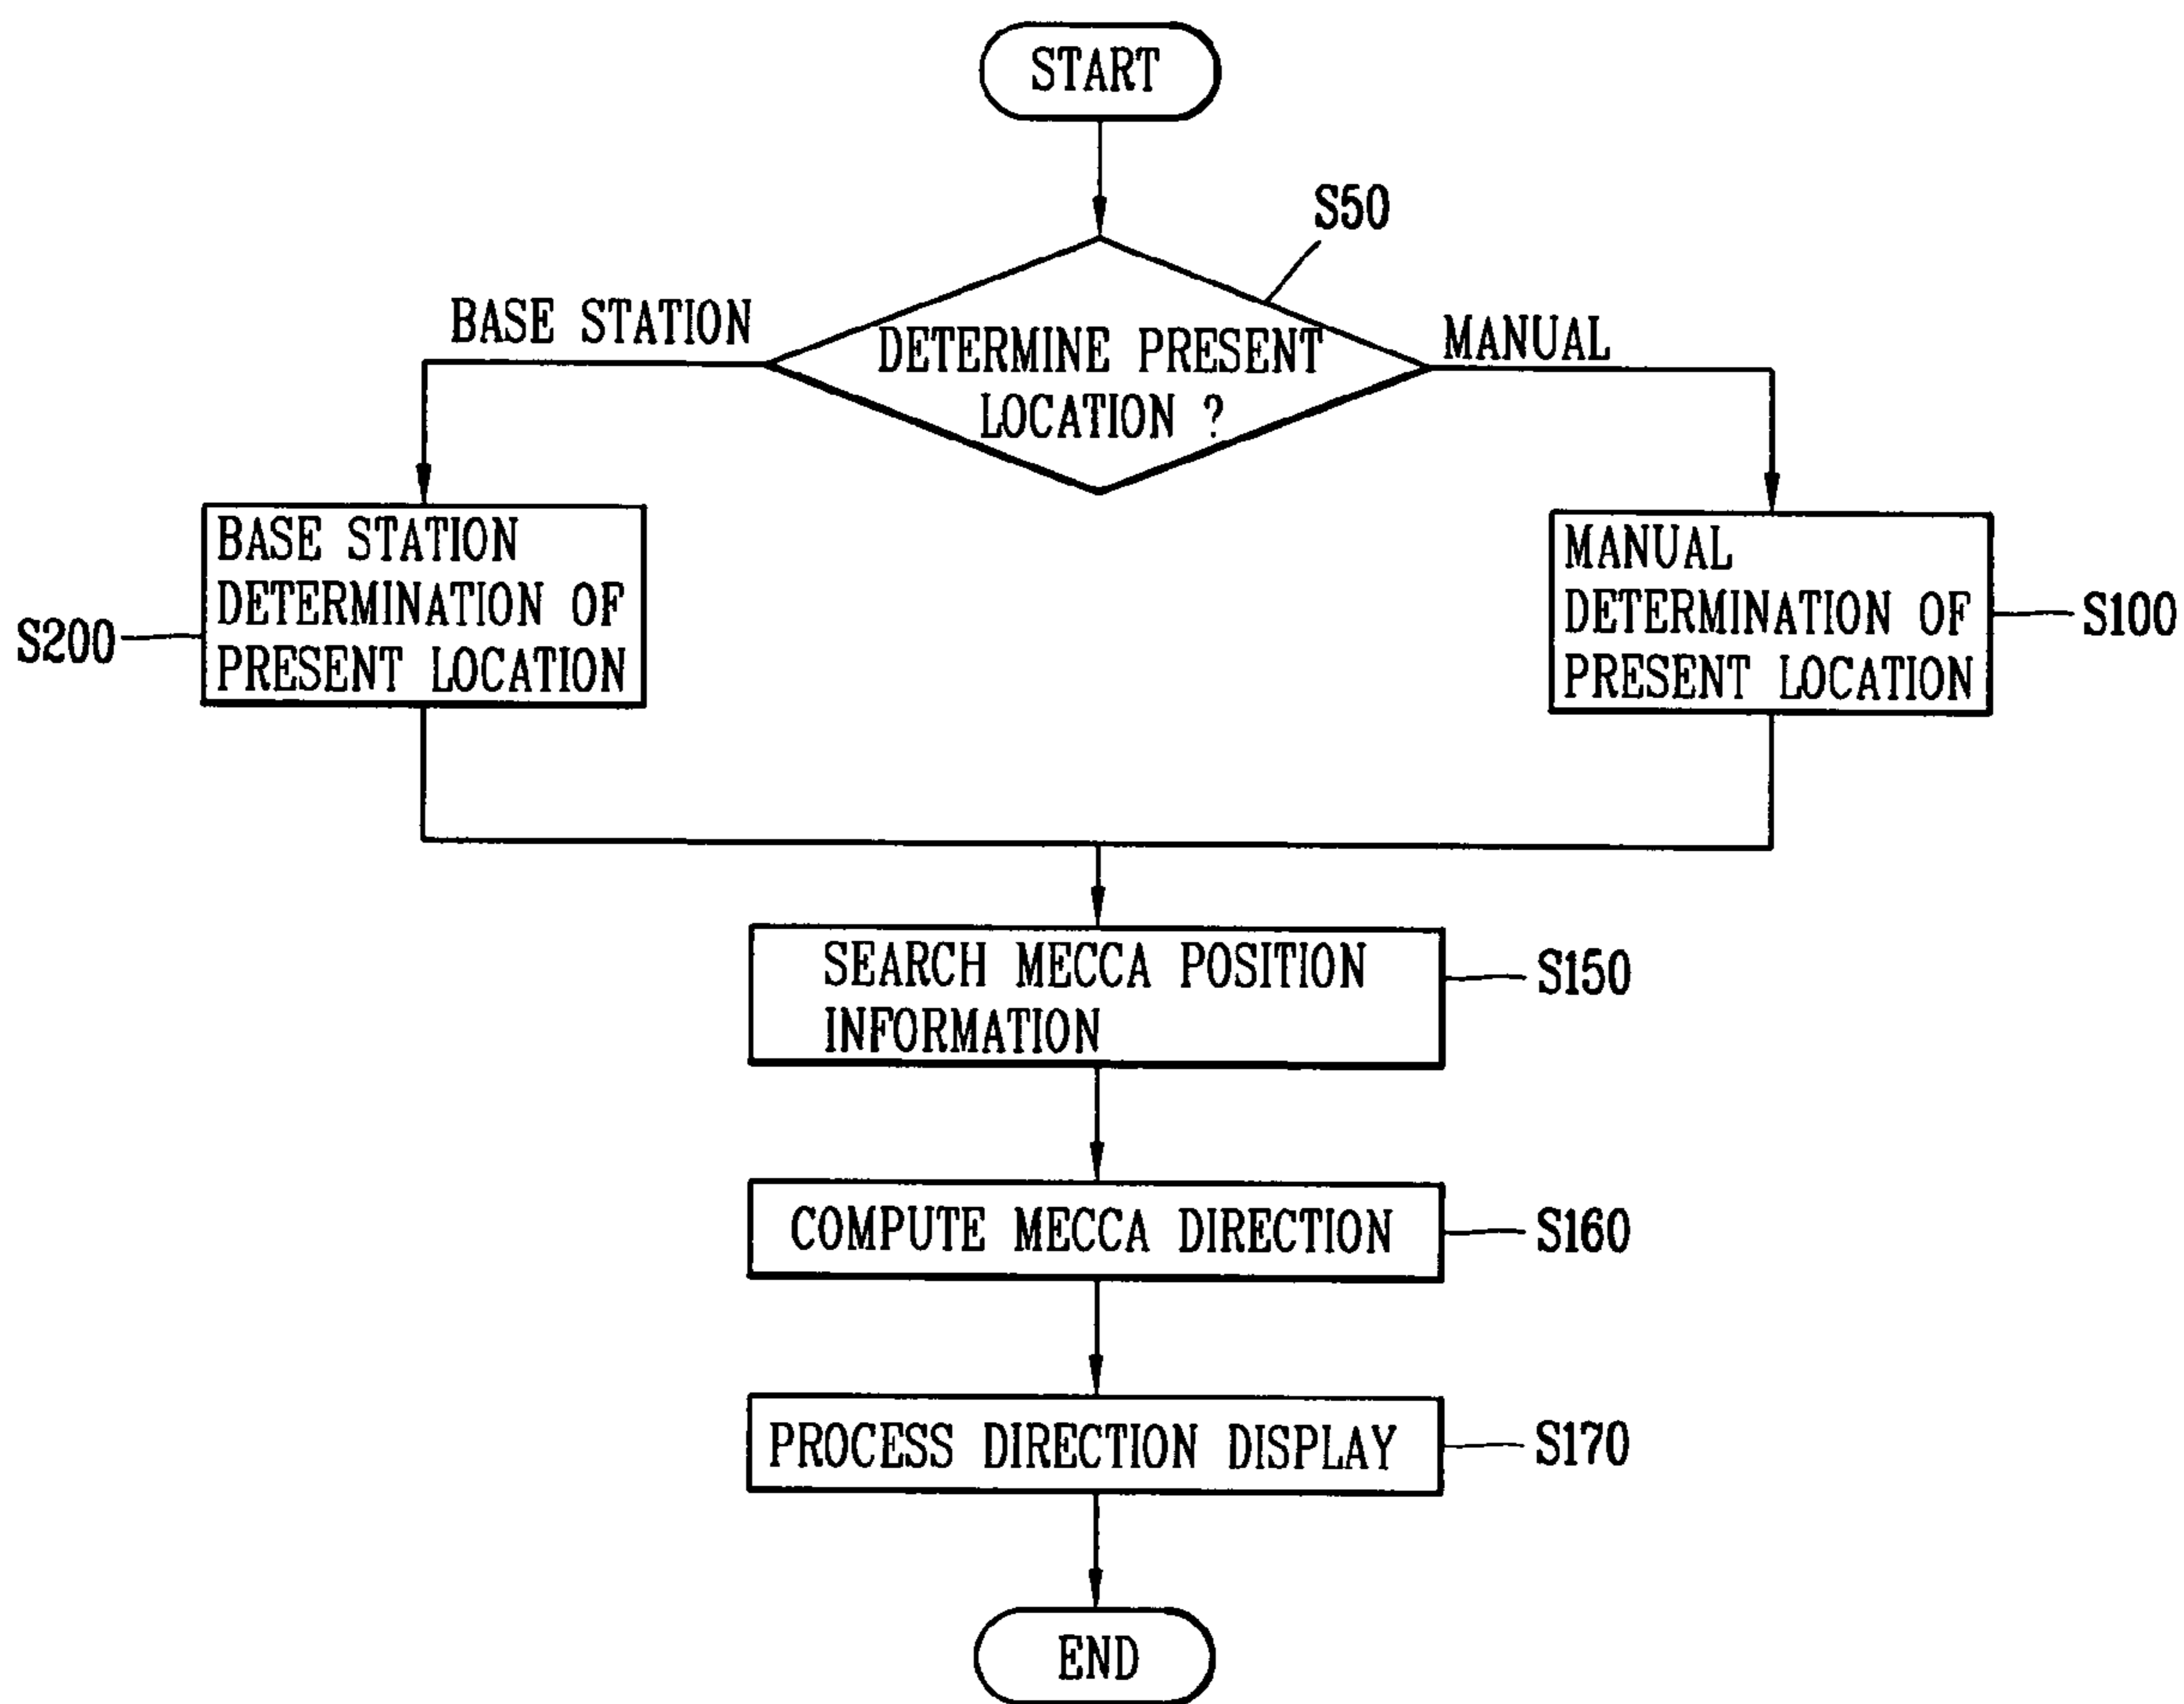 START
S50
BASE STATION
MANUAL
DETERMINE PRESENT
LOCATION ?
BASE STATION
DETERMINATION OF
PRESENT LOCATION
S200
MANUAL
DETERMINATION OF
PRESENT LOCATION
S100
SEARCH MECCA POSITION
INFORMATION
S150
COMPUTE MECCA DIRECTION
S160
PROCESS DIRECTION DISPLAY
S170
END